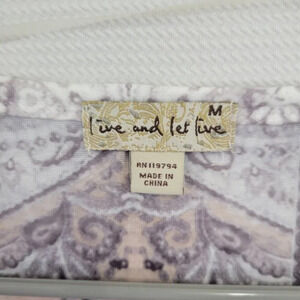 M
live and let live
RN119794
MADE IN
CHINA